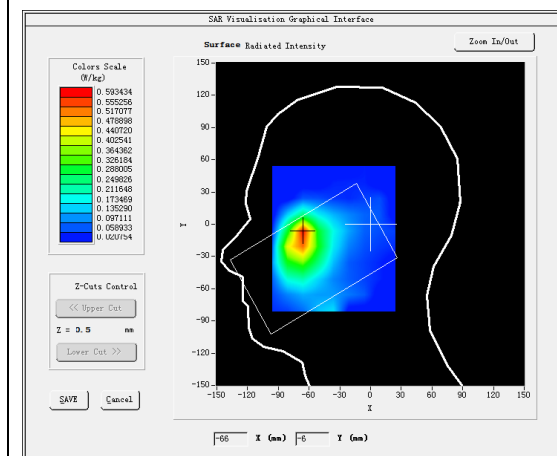 SAR Visualisation Graphical Interface
Surface Radiated Intensity
Zoom In/Out
Colors Scale
(W/kg)
0.593434
0.555256
0.517077
0.478898
0.440720
0.402541
0.364362
0.326184
0.288005
0.249826
0.211648
0.173469
0.135290
0.097111
0.058933
0.020754
Z-Cuts Control
<< Upper Cut
Z = 0.5 mm
Lower Cut >>
SAVE Cancel
150
120
90
60
30
0
-30
-60
-90
-120
-150
Y
-150 -120 -90 -60 -30 0 30 60 90 120 150
X
-66 X (mm) -6 Y (mm)